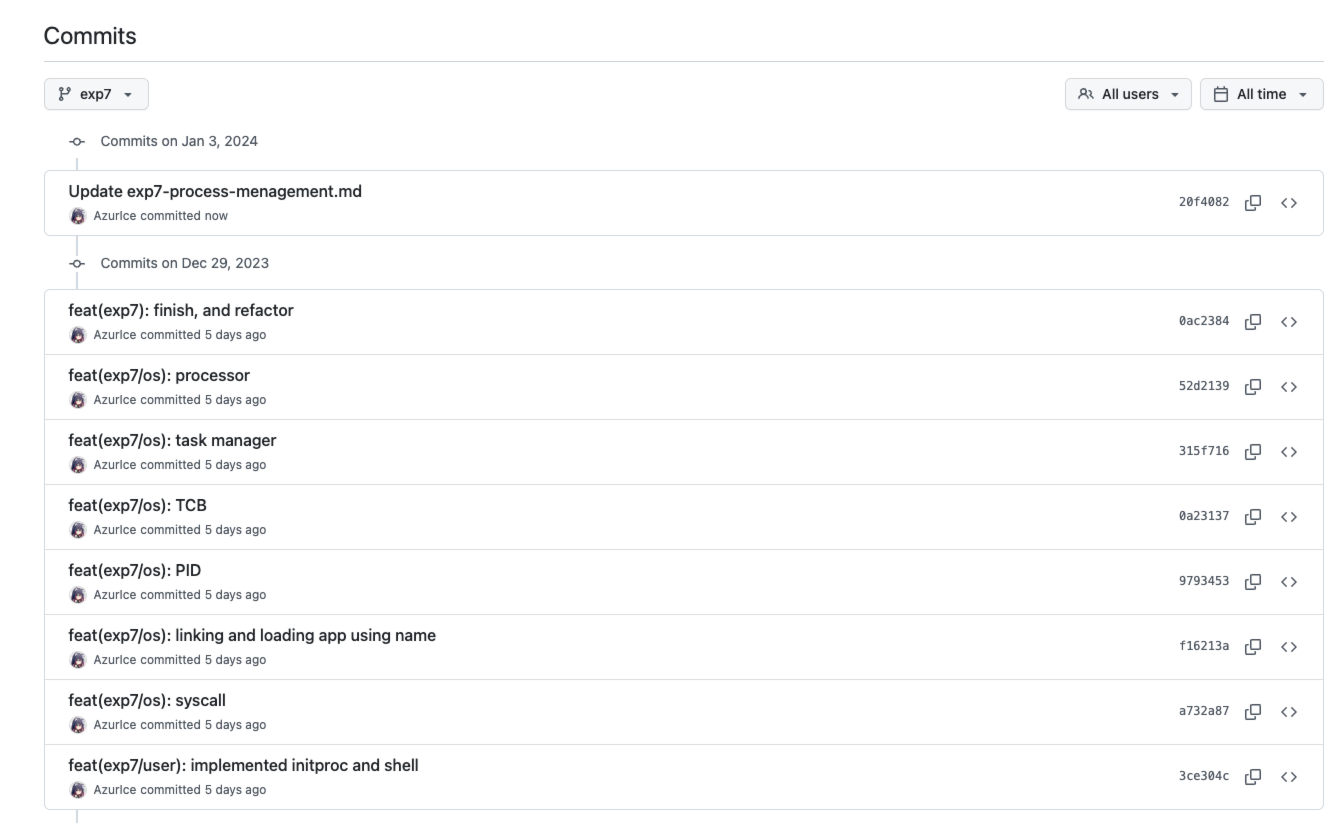 Commits
exp7
All users
All time
Commits on Jan 3, 2024
Update exp7-process-menagement.md
AzurIce committed now
20f4082
Commits on Dec 29, 2023
feat(exp7): finish, and refactor
AzurIce committed 5 days ago
0ac2384
feat(exp7/os): processor
AzurIce committed 5 days ago
52d2139
feat(exp7/os): task manager
AzurIce committed 5 days ago
315f716
feat(exp7/os): TCB
AzurIce committed 5 days ago
0a23137
feat(exp7/os): PID
AzurIce committed 5 days ago
9793453
feat(exp7/os): linking and loading app using name
AzurIce committed 5 days ago
f16213a
feat(exp7/os): syscall
AzurIce committed 5 days ago
a732a87
feat(exp7/user): implemented initproc and shell
AzurIce committed 5 days ago
3ce304c